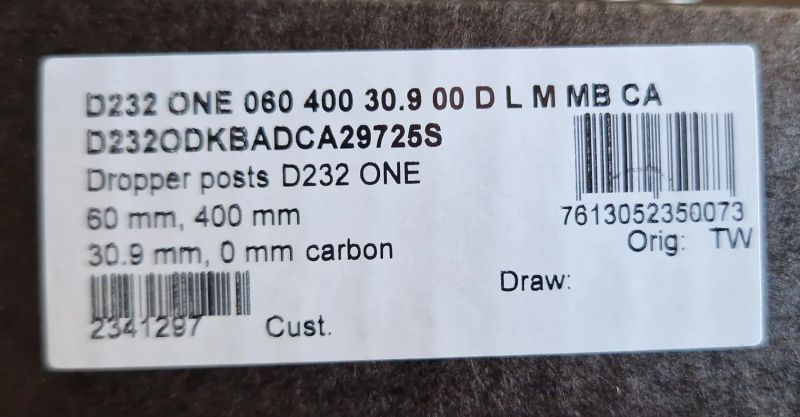 D232 ONE 060 400 30.9 00 D L M MB CA
D232ODKBADCA29725S
Dropper posts D232 ONE
60 mm, 400 mm
30.9 mm, 0 mm carbon
7613052350073
Orig: TW
Draw:
2341297
Cust.